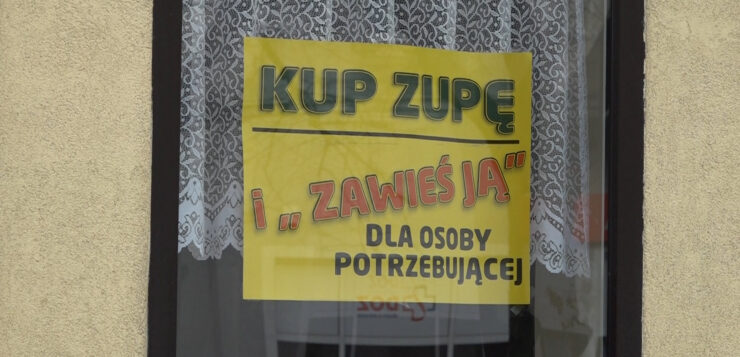 KUP ZUPĘ
i „ ZAWIEŚ JĄ"
DLA OSOBY
POTRZEBUJĄCEJ